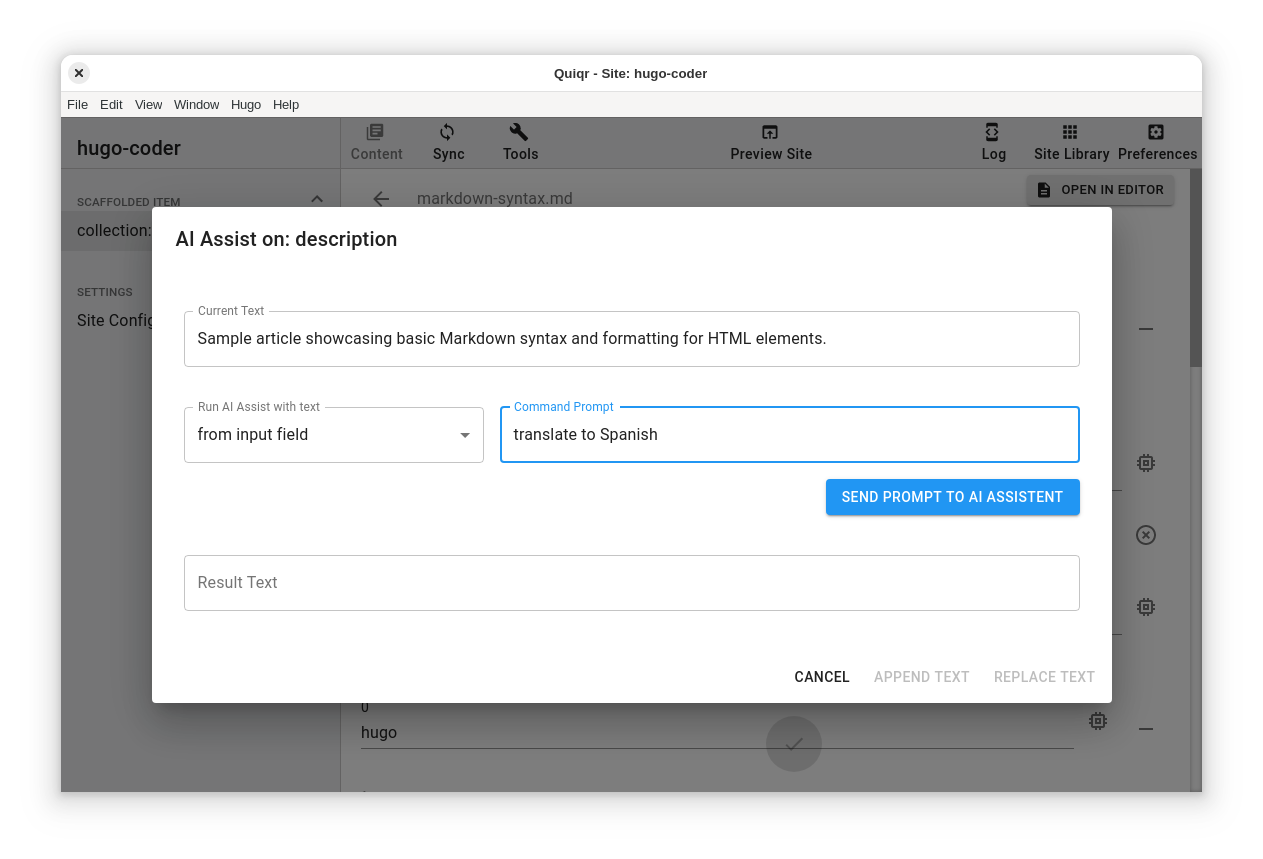 Quiqr - Site: hugo-coder
File Edit View Window Hugo Help
hugo-coder
Content Sync Tools Preview Site Log Site Library Preferences
SCAFFOLDED ITEM
markdown-syntax.md
OPEN IN EDITOR
collection:
SETTINGS
Site Config
AI Assist on: description
Current Text
Sample article showcasing basic Markdown syntax and formatting for HTML elements.
Run AI Assist with text
from input field
Command Prompt
translate to Spanish
SEND PROMPT TO AI ASSISTENT
Result Text
CANCEL APPEND TEXT REPLACE TEXT
0
hugo